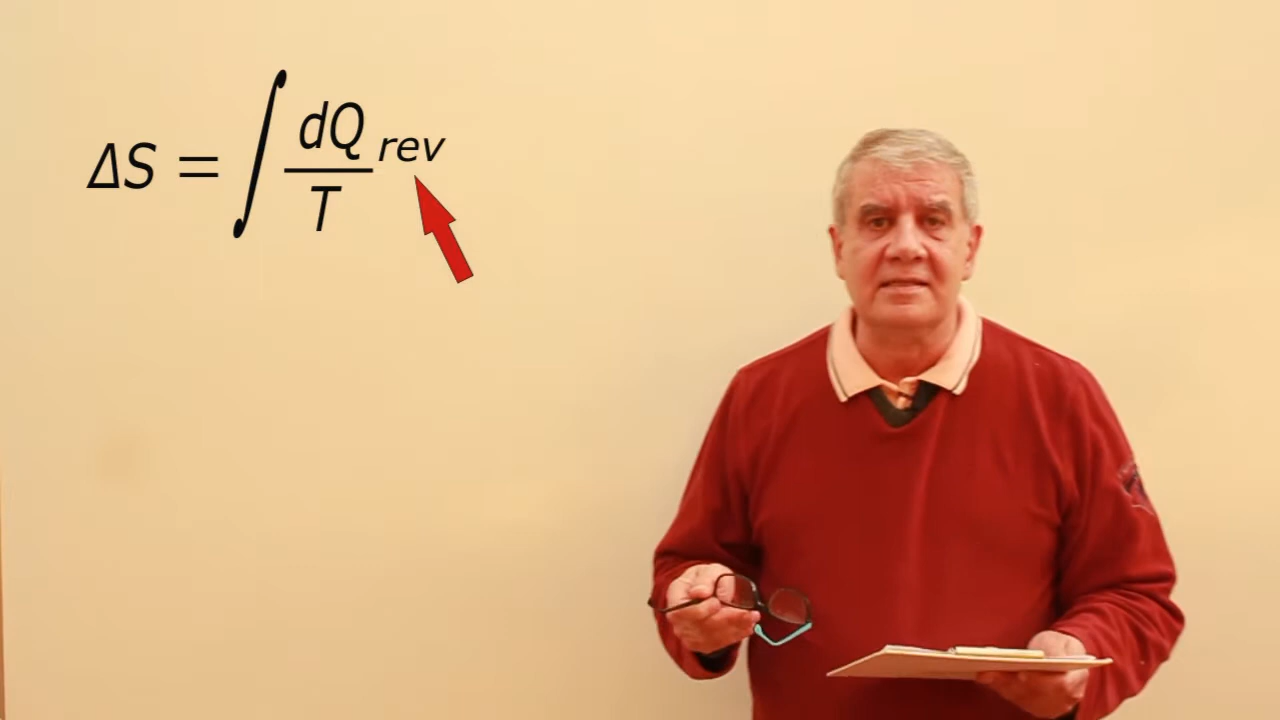 ΔS = ∫ dQ rev / T